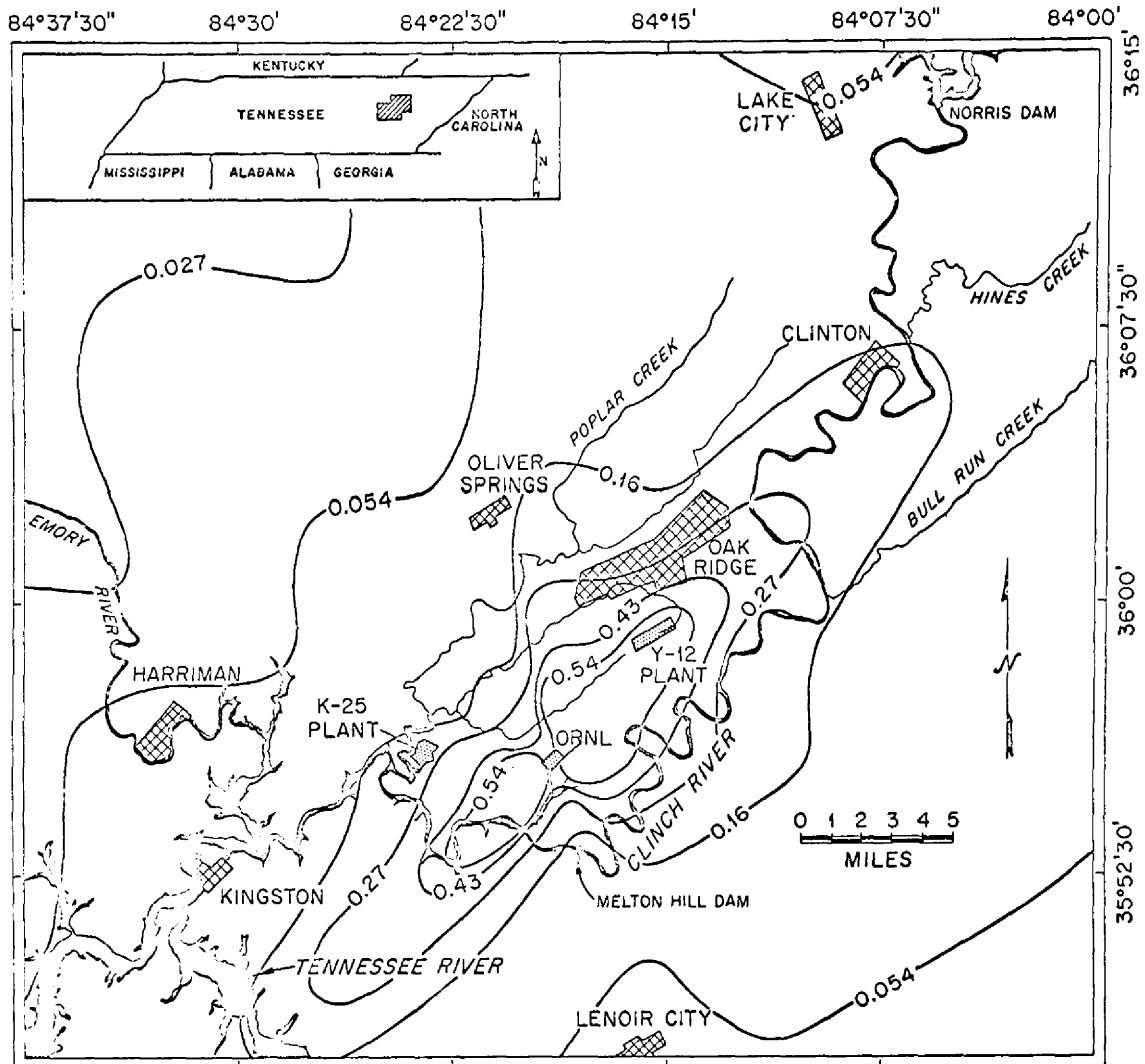 84°37'30" 84°30' 84°22'30" 84°15' 84°07'30" 84°00'
36°15'
KENTUCKY
TENNESSEE
NORTH
CAROLINA
N
MISSISSIPPI ALABAMA GEORGIA
LAKE
CITY
0.054
NORRIS DAM
0.027
HINES CREEK
36°07'30"
CLINTON
POPLAR CREEK
OLIVER
SPRINGS
0.16
BULL RUN CREEK
0.054
EMORY
RIVER
OAK
RIDGE
0.27
36°00'
0.43
0.54
Y-12
PLANT
N
HARRIMAN
K-25
PLANT
ORNL
0.54
CLINCH RIVER
0.16
0 1 2 3 4 5
MILES
0.27
0.43
KINGSTON
MELTON HILL DAM
35°52'30"
TENNESSEE RIVER
0.054
LENOIR CITY